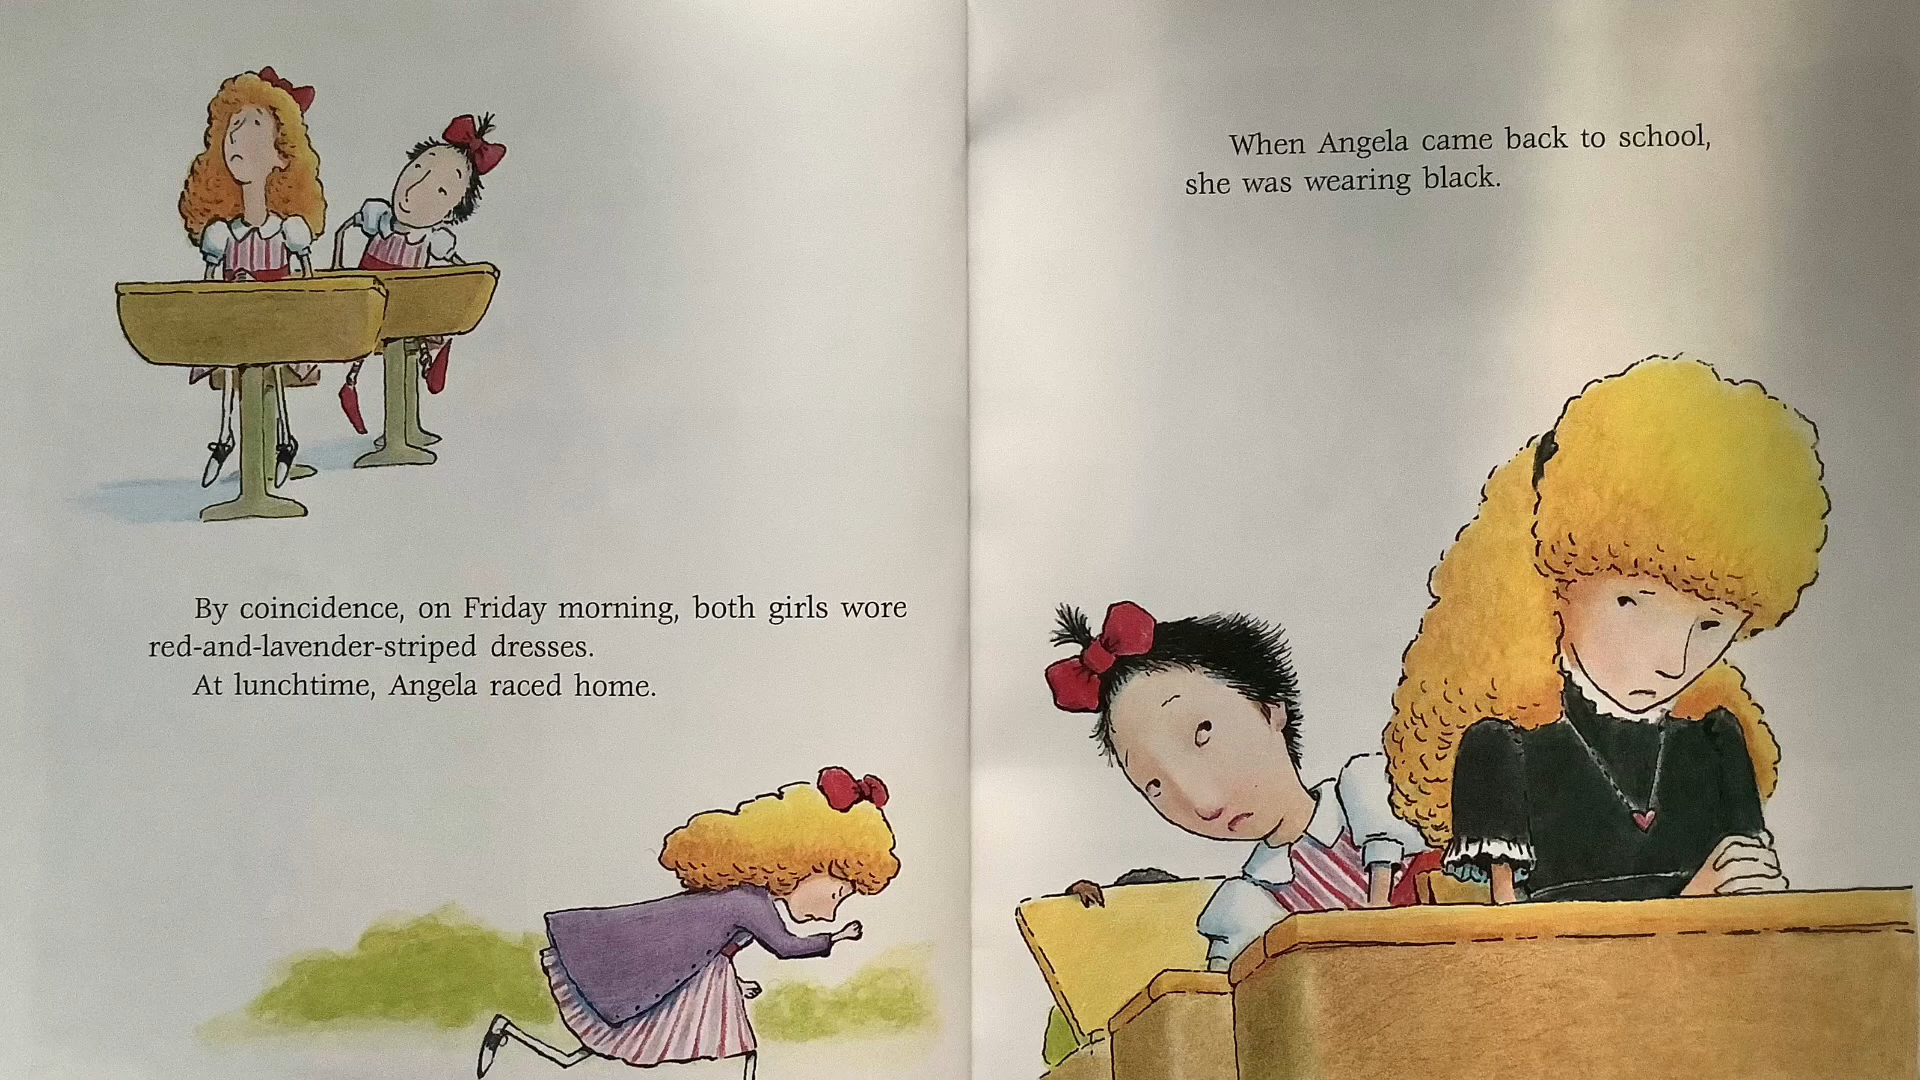 By coincidence, on Friday morning, both girls wore
red-and-lavender-striped dresses.
At lunchtime, Angela raced home.
When Angela came back to school,
she was wearing black.